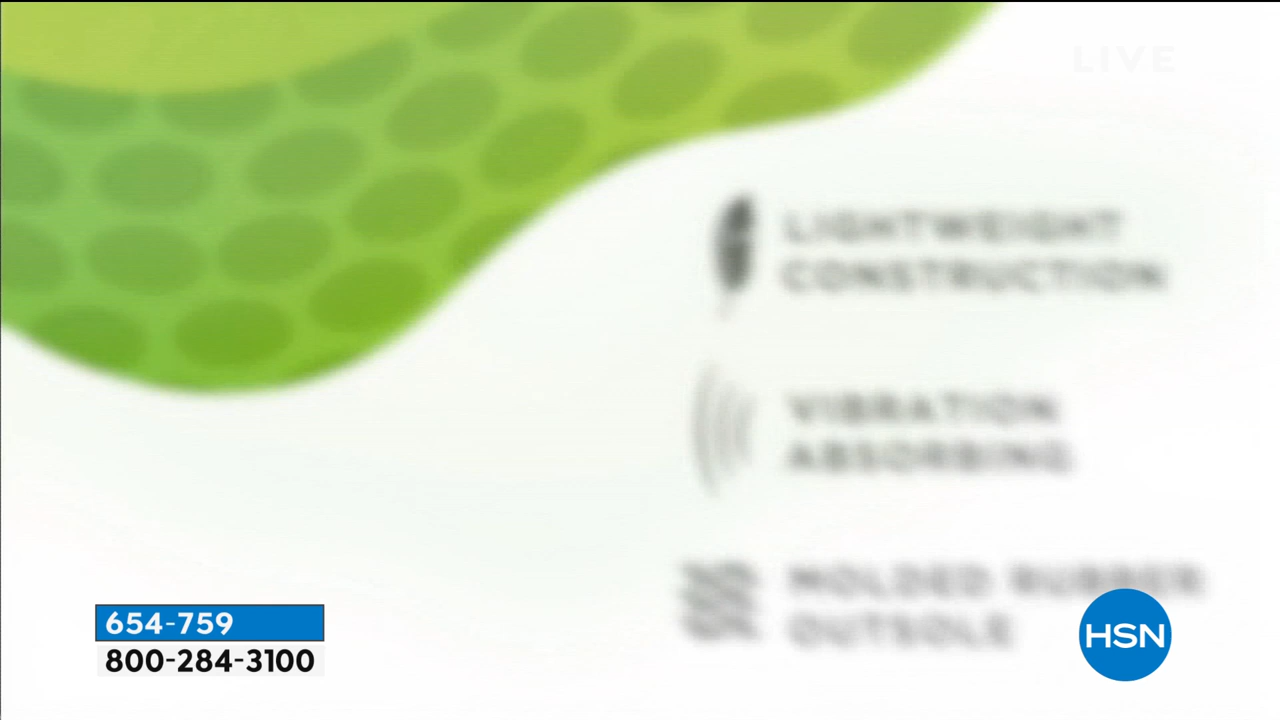 LIVE
LIGHTWEIGHT
CONSTRUCTION
VIBRATION
ABSORBING
MOLDED RUBBER
OUTSOLE
654-759
800-284-3100
HSN